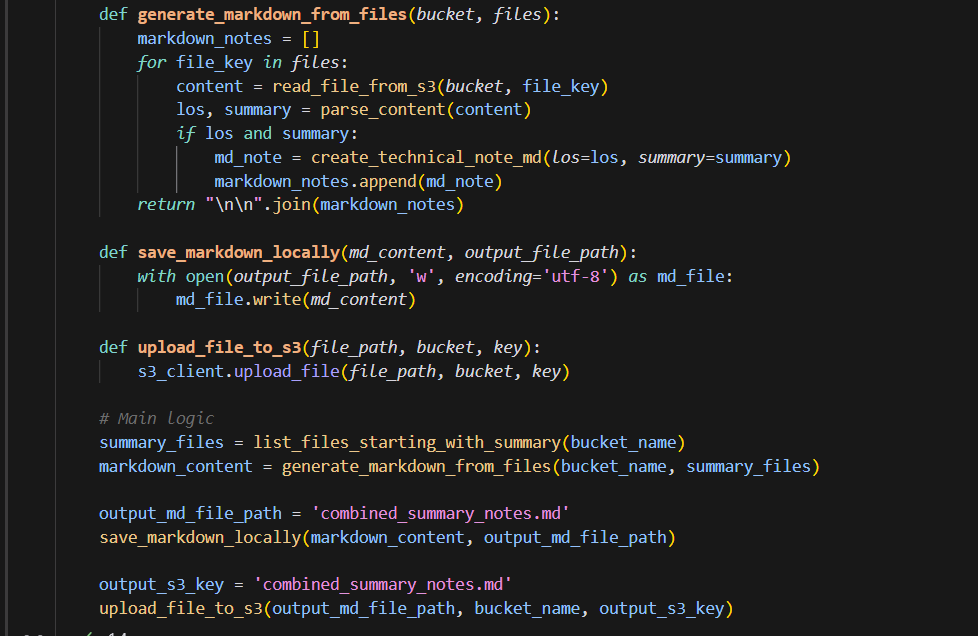 def generate_markdown_from_files(bucket, files):
    markdown_notes = []
    for file_key in files:
        content = read_file_from_s3(bucket, file_key)
        los, summary = parse_content(content)
        if los and summary:
            md_note = create_technical_note_md(los=los, summary=summary)
            markdown_notes.append(md_note)
    return "\n\n".join(markdown_notes)

def save_markdown_locally(md_content, output_file_path):
    with open(output_file_path, 'w', encoding='utf-8') as md_file:
        md_file.write(md_content)

def upload_file_to_s3(file_path, bucket, key):
    s3_client.upload_file(file_path, bucket, key)

# Main logic
summary_files = list_files_starting_with_summary(bucket_name)
markdown_content = generate_markdown_from_files(bucket_name, summary_files)

output_md_file_path = 'combined_summary_notes.md'
save_markdown_locally(markdown_content, output_md_file_path)

output_s3_key = 'combined_summary_notes.md'
upload_file_to_s3(output_md_file_path, bucket_name, output_s3_key)